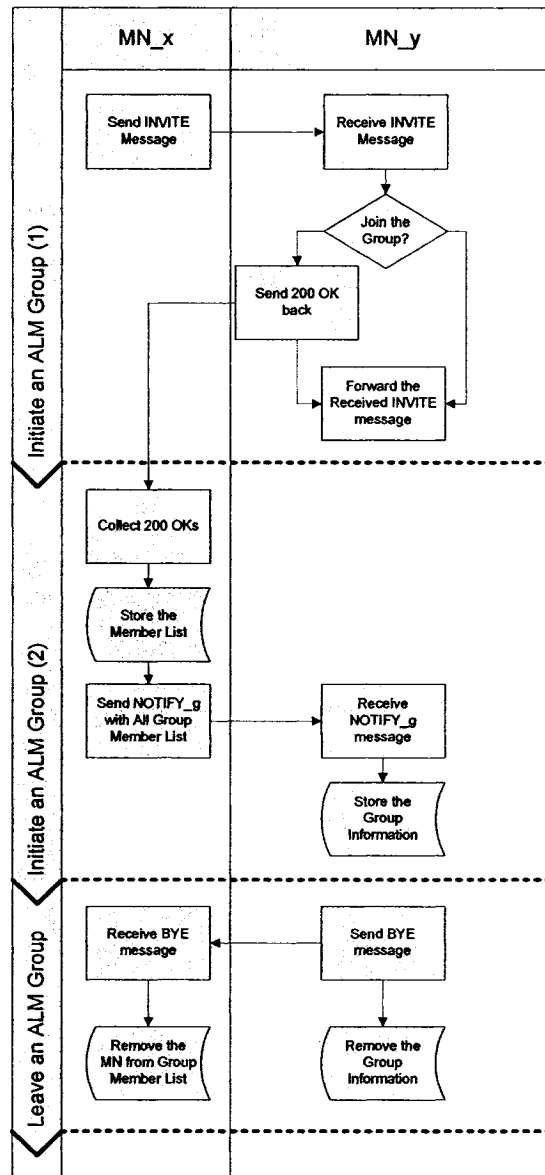 MN_x
MN_y
Initiate an ALM Group (1)
Send INVITE
Message
Receive INVITE
Message
Join the
Group?
Send 200 OK
back
Forward the
Received INVITE
message
Initiate an ALM Group (2)
Collect 200 OKs
Store the
Member List
Send NOTIFY_g
with All Group
Member List
Receive
NOTIFY_g
message
Store the
Group
Information
Leave an ALM Group
Receive BYE
message
Send BYE
message
Remove the
MN from Group
Member List
Remove the
Group
Information